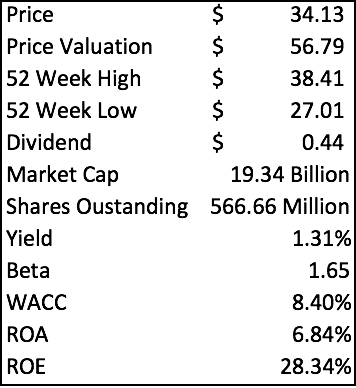 Price $ 34.13
Price Valuation $ 56.79
52 Week High $ 38.41
52 Week Low $ 27.01
Dividend $ 0.44
Market Cap 19.34 Billion
Shares Oustanding 566.66 Million
Yield 1.31%
Beta 1.65
WACC 8.40%
ROA 6.84%
ROE 28.34%